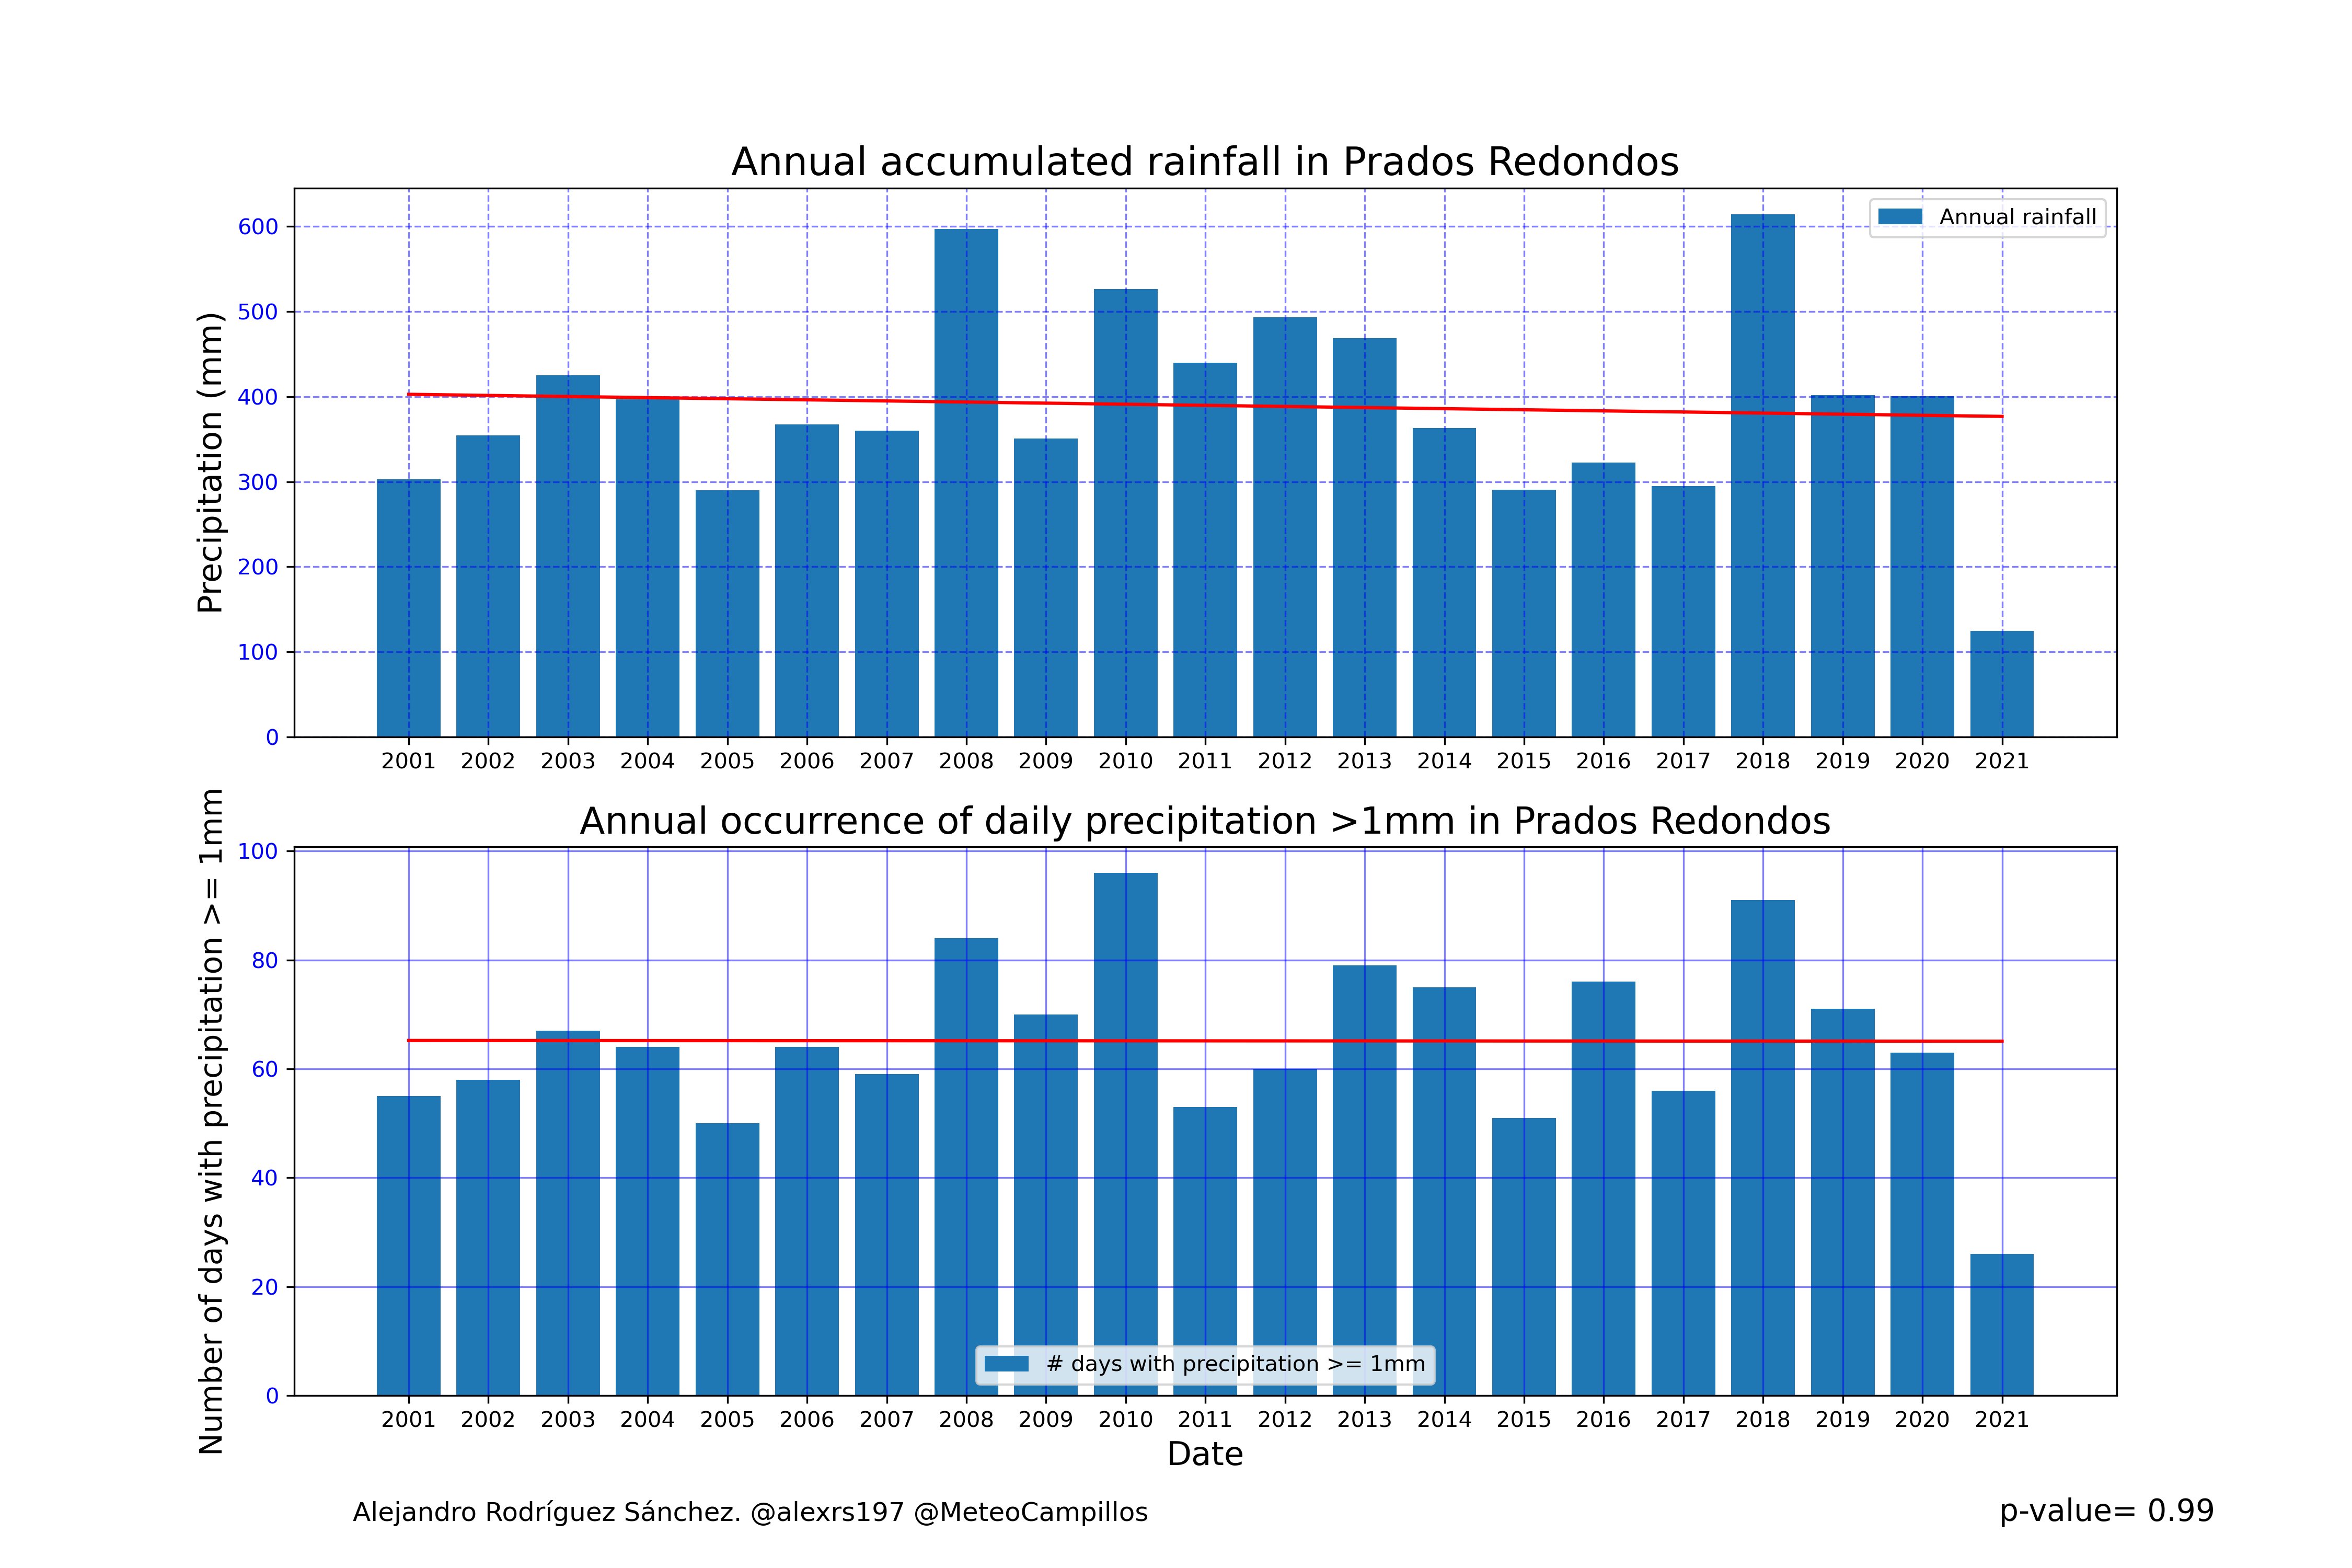 Annual accumulated rainfall in Prados Redondos
Precipitation (mm)
600
500
400
300
200
100
0
Annual rainfall
2001 2002 2003 2004 2005 2006 2007 2008 2009 2010 2011 2012 2013 2014 2015 2016 2017 2018 2019 2020 2021
Annual occurrence of daily precipitation >1mm in Prados Redondos
Number of days with precipitation >= 1mm
100
80
60
40
20
0
# days with precipitation >= 1mm
2001 2002 2003 2004 2005 2006 2007 2008 2009 2010 2011 2012 2013 2014 2015 2016 2017 2018 2019 2020 2021
Date
Alejandro Rodríguez Sánchez. @alexrs197 @MeteoCampillos
p-value= 0.99